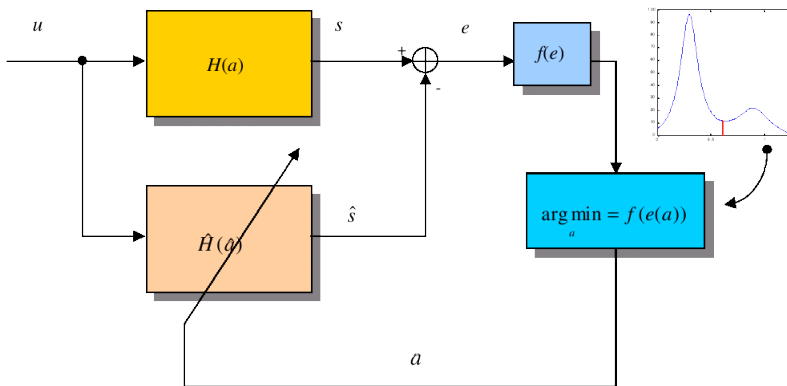 u
s
e
H(a)
+
-
f(e)
Ĥ(â)
ŝ
arg min = f(e(a))
a
a